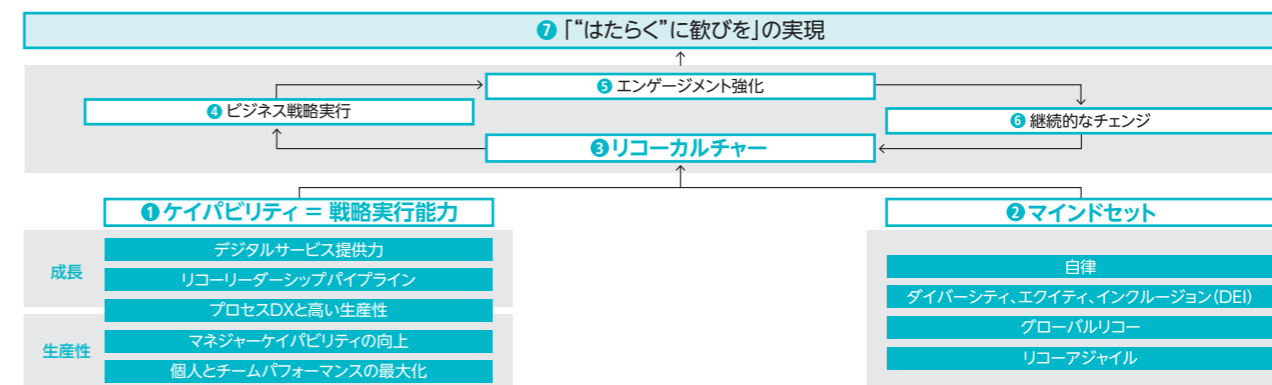 ❼「“はたらく”に歓びを」の実現
❺ エンゲージメント強化
❹ ビジネス戦略実行
❻ 継続的なチェンジ
❸リコーカルチャー
❶ケイパビリティ = 戦略実行能力
❷マインドセット
成長
デジタルサービス提供力
リコーリーダーシップパイプライン
プロセスDXと高い生産性
生産性
マネジャーケイパビリティの向上
個人とチームパフォーマンスの最大化
自律
ダイバーシティ、エクイティ、インクルージョン(DEI)
グローバルリコー
リコーアジャイル